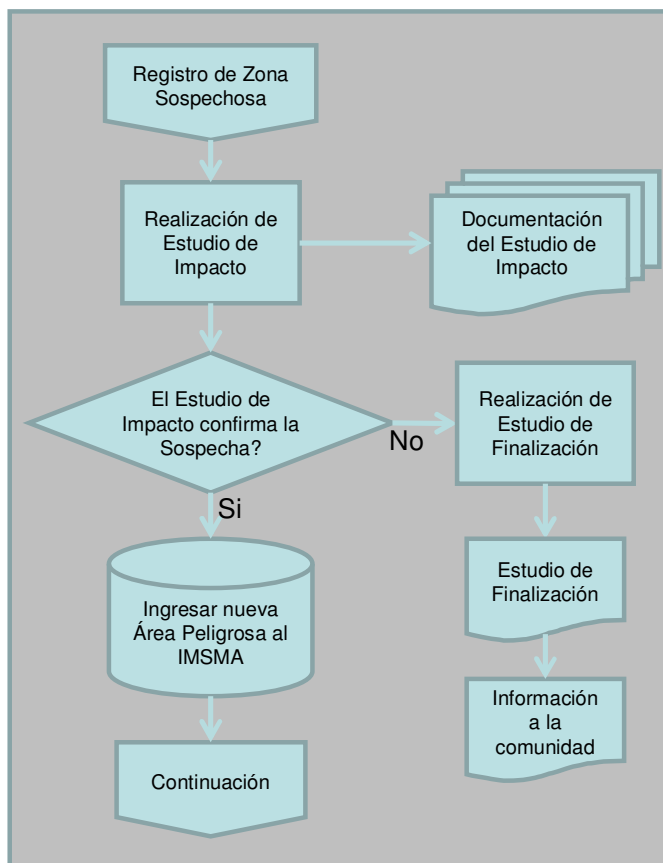 Registro de Zona
Sospechosa
Realización de
Estudio de
Impacto
Documentación
del Estudio de
Impacto
El Estudio de
Impacto confirma la
Sospecha?
No
Realización de
Estudio de
Finalización
Si
Ingresar nueva
Área Peligrosa al
IMSMA
Estudio de
Finalización
Información
a la
comunidad
Continuación